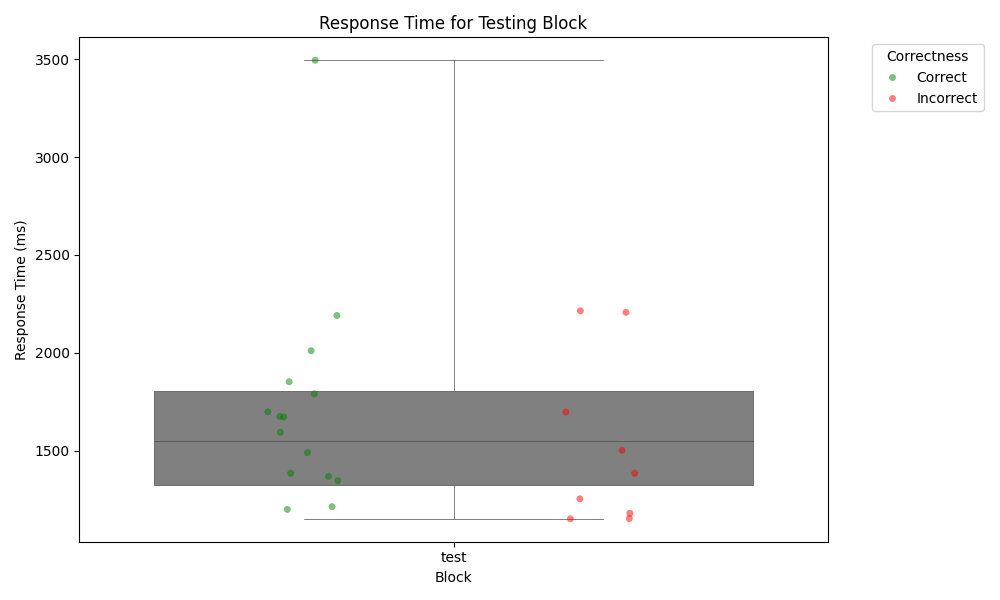 Response Time for Testing Block
Correctness
Correct
Incorrect
Response Time (ms)
3500
3000
2500
2000
1500
test
Block